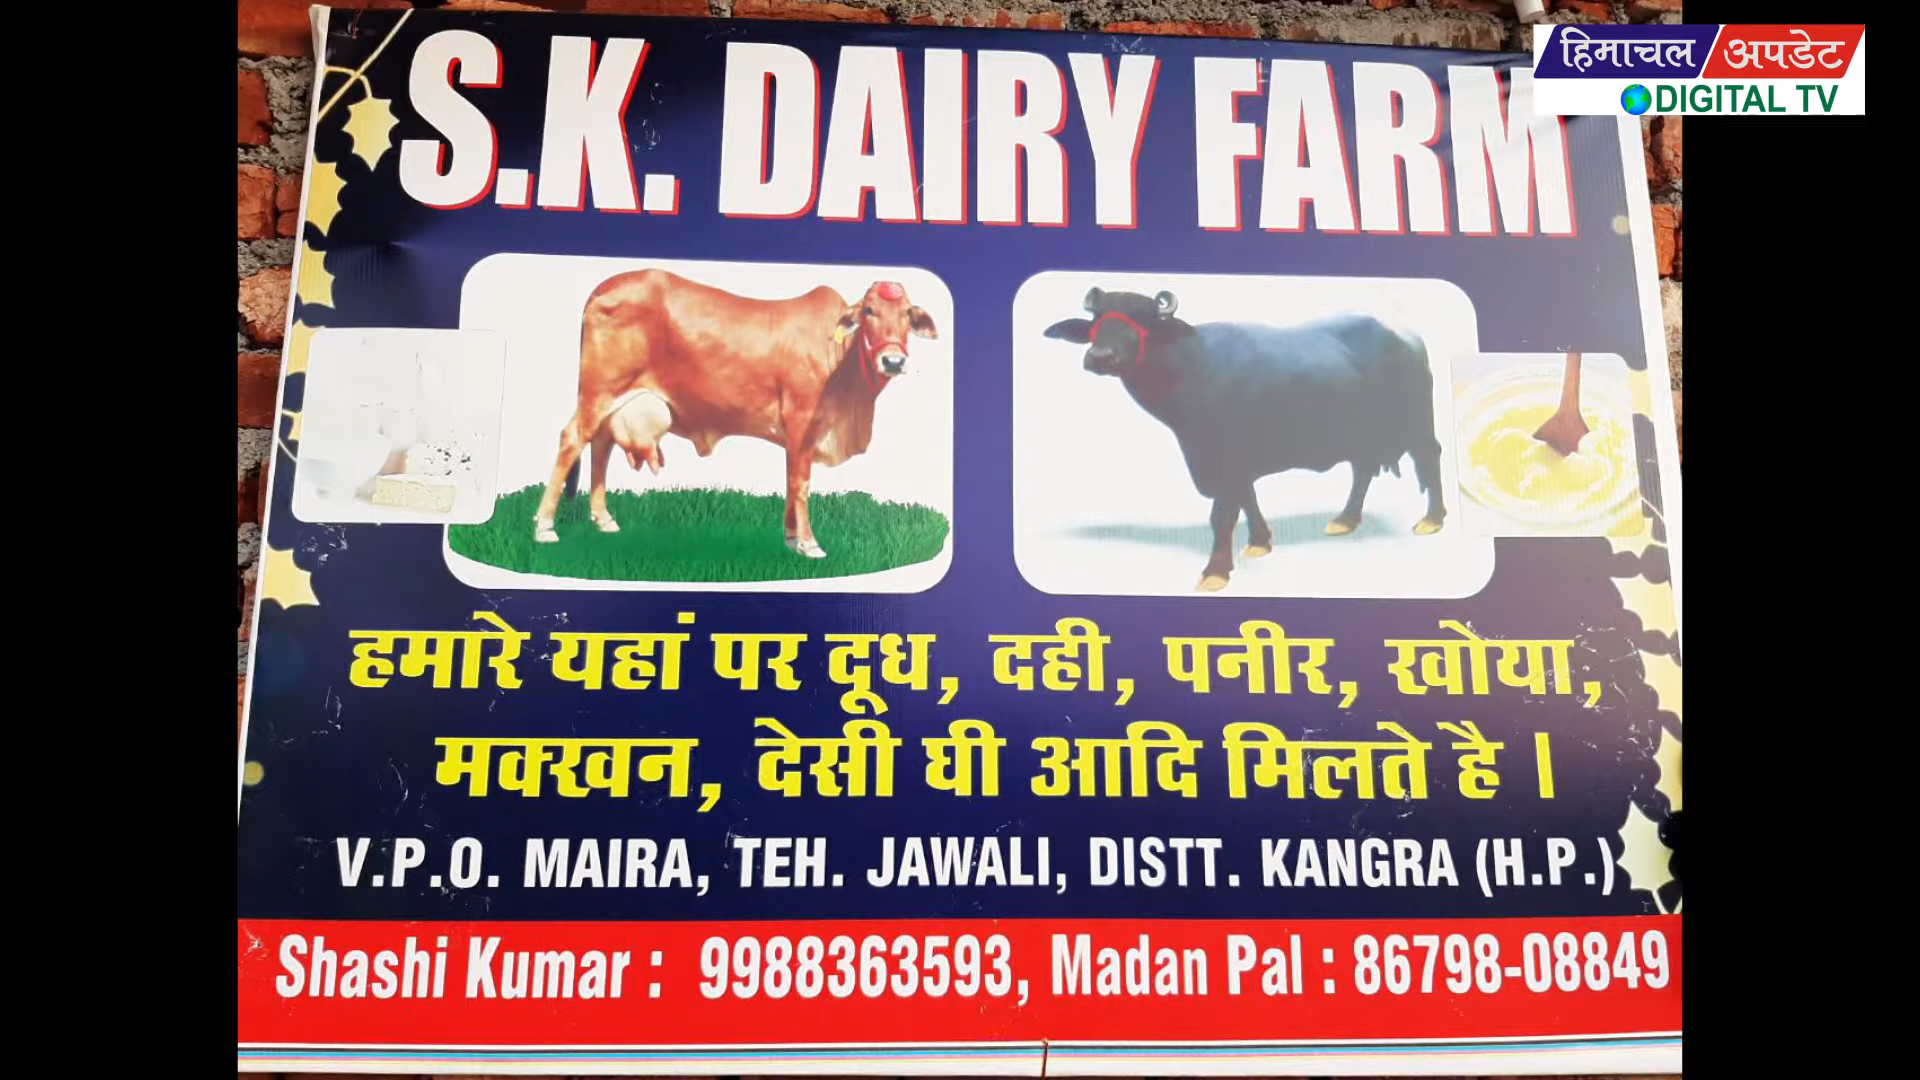 हिमाचल अपडेट
DIGITAL TV
S.K. DAIRY FARM
हमारे यहां पर दूध, दही, पनीर, खोया,
मक्खन, देसी घी आदि मिलते है ।
V.P.O. MAIRA, TEH. JAWALI, DISTT. KANGRA (H.P.)
Shashi Kumar : 9988363593, Madan Pal : 86798-08849